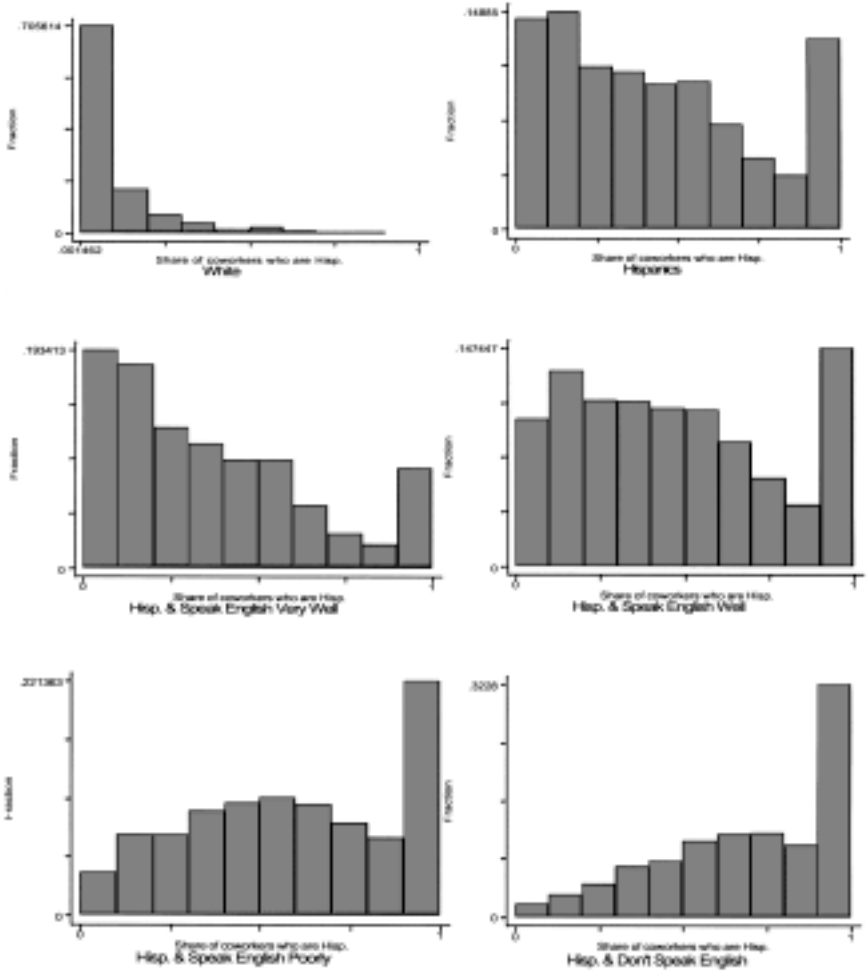 .705614
Fraction
0
.001462
1
Share of coworkers who are Hisp.
White
Fraction
0
0
1
Share of coworkers who are Hisp.
Hispanics
.193413
Fraction
0
0
1
Share of coworkers who are Hisp.
Hisp. & Speak English Very Well
.147447
Fraction
0
0
1
Share of coworkers who are Hisp.
Hisp. & Speak English Well
.221363
Fraction
0
0
1
Share of coworkers who are Hisp.
Hisp. & Speak English Poorly
.3228
Fraction
0
0
1
Share of coworkers who are Hisp.
Hisp. & Don't Speak English